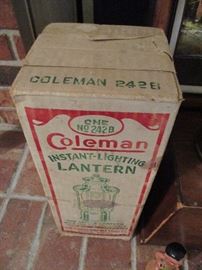 COLEMAN 242B
ONE
NO 242B
Coleman
INSTANT-LIGHTING
LANTERN